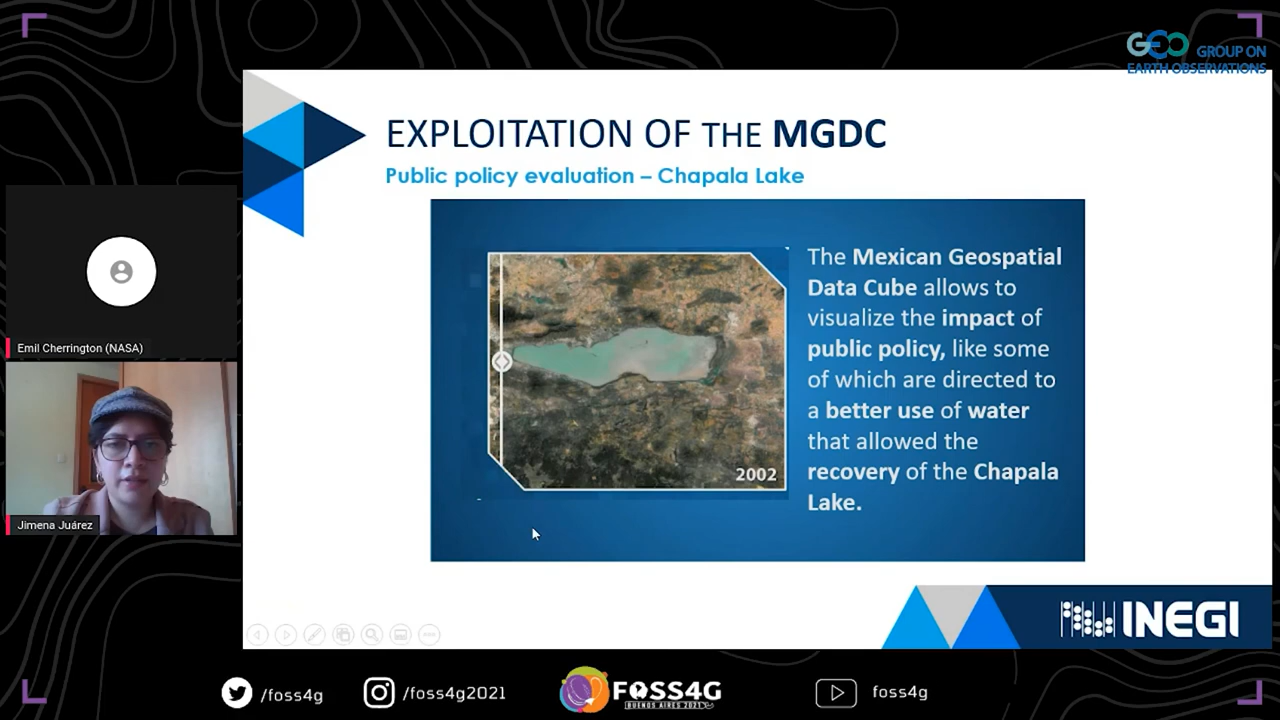 GEO GROUP ON
EARTH OBSERVATIONS
EXPLOITATION OF THE MGDC
Public policy evaluation – Chapala Lake
The Mexican Geospatial
Data Cube allows to
visualize the impact of
public policy, like some
of which are directed to
a better use of water
that allowed the
recovery of the Chapala
Lake.
2002
Emil Cherrington (NASA)
Jimena Juárez
INEGI
/foss4g
/foss4g2021
FOSS4G
BUENOS AIRES 2021
foss4g